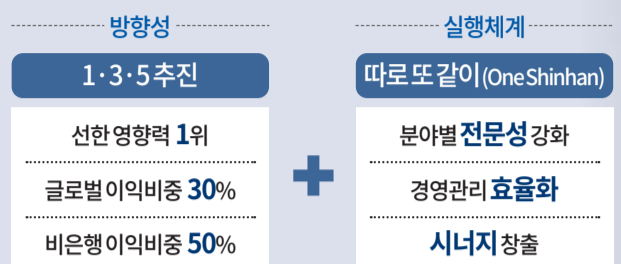 방향성
1·3·5 추진
선한 영향력 1위
글로벌 이익비중 30%
비은행 이익비중 50%
실행체계
따로 또 같이 (One Shinhan)
분야별 전문성 강화
경영관리 효율화
시너지 창출